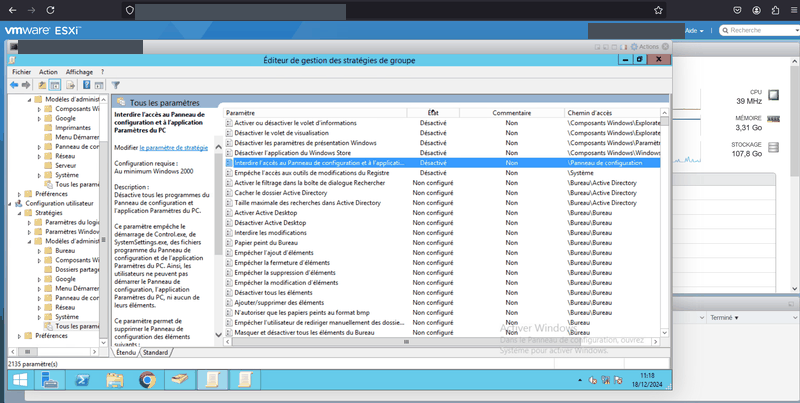 vmware ESXi
Aide
Recherche
Actions
Éditeur de gestion des stratégies de groupe
Fichier Action Affichage ?
Modèles d'administ
Composants Win
Google
Imprimantes
Menu Démarrer
Panneau de con
Réseau
Serveur
Système
Tous les paramè
Préférences
Configuration utilisateur
Stratégies
Paramètres du logic
Paramètres Window
Modèles d'administ
Bureau
Composants Win
Dossiers partag
Google
Menu Démarrer
Panneau de con
Réseau
Système
Tous les param
Préférences
Tous les paramètres
Interdire l'accès au Panneau de
configuration et à l'application
Paramètres du PC
Modifier le paramètre de stratégie
Configuration requise :
Au minimum Windows 2000
Description :
Désactive tous les programmes du
Panneau de configuration et
l'application Paramètres du PC.
Ce paramètre empêche le
démarrage de Control.exe, de
SystemSettings.exe, des fichiers
programme du Panneau de
configuration et de l'application
Paramètres du PC. Ainsi, les
utilisateurs ne peuvent pas
démarrer le Panneau de
configuration, l'application
Paramètres du PC, ni aucun de
leurs éléments.
Ce paramètre permet de
supprimer le Panneau de
configuration des éléments
suivants :
Paramètre État Commentaire Chemin d'accès
Activer ou désactiver le volet d'informations Désactivé Non \Composants Windows\Explorate
Désactiver le volet de visualisation Désactivé Non \Composants Windows\Explorate
Désactiver les paramètres de présentation Windows Désactivé Non \Composants Windows\Paramètr
Désactiver l'application du Windows Store Désactivé Non \Composants Windows\Window
Interdire l'accès au Panneau de configuration et à l'applicati... Désactivé Non \Panneau de configuration
Empêche l'accès aux outils de modifications du Registre Désactivé Non \Système
Activer le filtrage dans la boîte de dialogue Rechercher Non configuré Non \Bureau\Active Directory
Cacher le dossier Active Directory Non configuré Non \Bureau\Active Directory
Taille maximale des recherches dans Active Directory Non configuré Non \Bureau\Active Directory
Activer Active Desktop Non configuré Non \Bureau\Bureau
Désactiver Active Desktop Non configuré Non \Bureau\Bureau
Interdire les modifications Non configuré Non \Bureau\Bureau
Papier peint du Bureau Non configuré Non \Bureau\Bureau
Empêcher l'ajout d'éléments Non configuré Non \Bureau\Bureau
Empêcher la fermeture d'éléments Non configuré Non \Bureau\Bureau
Empêcher la suppression d'éléments Non configuré Non \Bureau\Bureau
Empêcher la modification d'éléments Non configuré Non \Bureau\Bureau
Désactiver tous les éléments Non configuré Non \Bureau\Bureau
Ajouter/supprimer des éléments Non configuré Non \Bureau\Bureau
N'autoriser que les papiers peints au format bmp Non configuré Non \Bureau\Bureau
Empêcher l'utilisateur de rediriger manuellement des dossie... Non configuré Non \Bureau
Masquer et désactiver tous les éléments du Bureau Non configuré Non \Bureau
Étendu Standard
2135 paramètre(s)
Activer Windows
Dans le Panneau de configuration, ouvrez
Système pour activer Windows.
CPU
39 MHz
MÉMOIRE
3,31 Go
STOCKAGE
107,8 Go
Terminé
11:18
18/12/2024